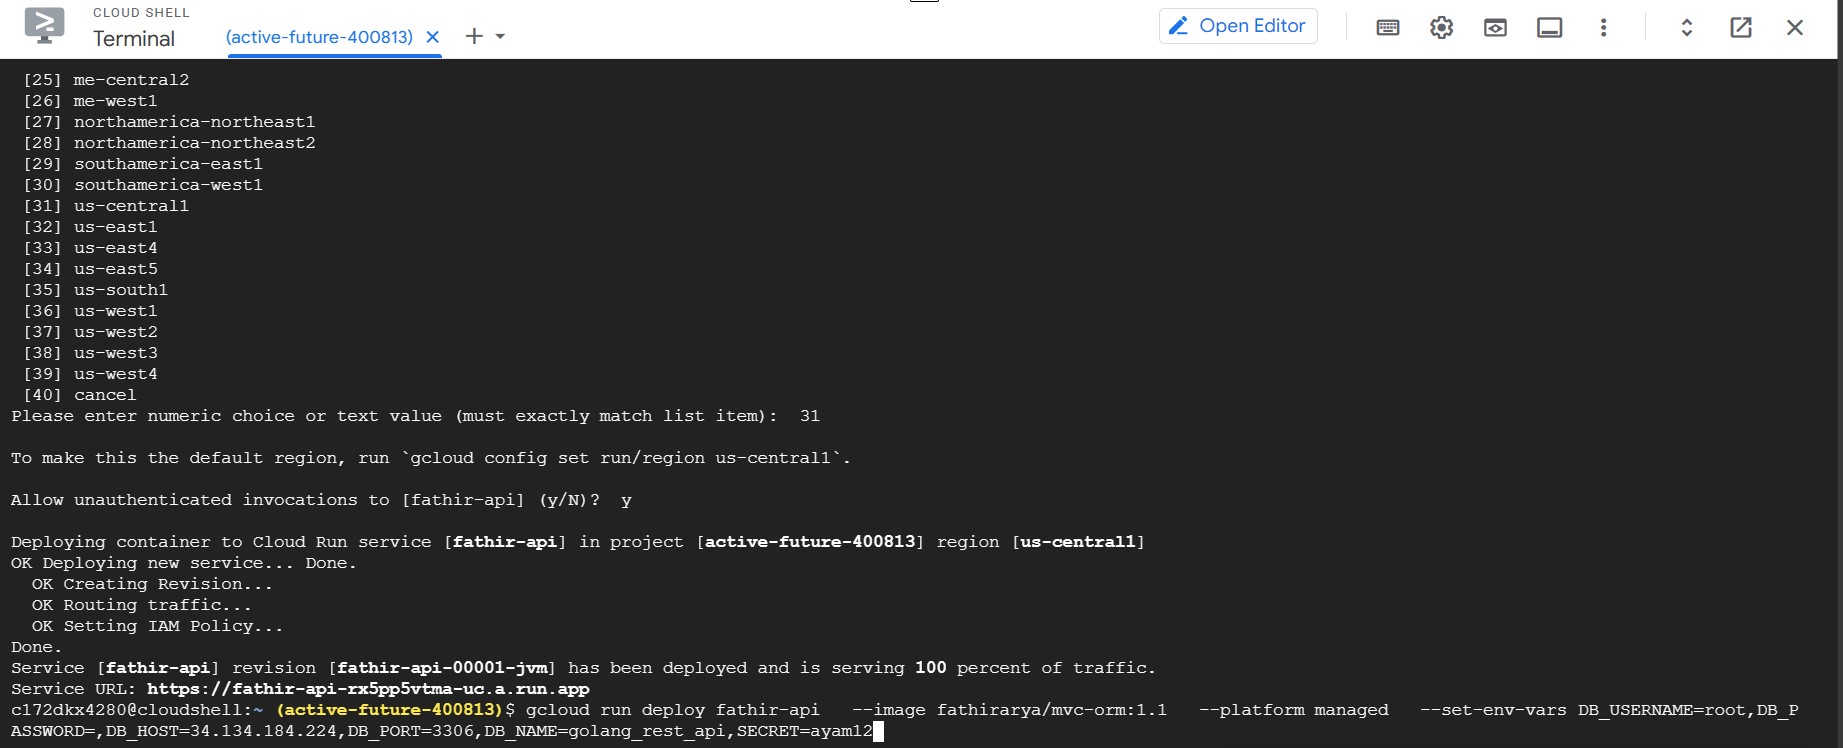 CLOUD SHELL
Terminal
(active-future-400813)
Open Editor
[25] me-central2
[26] me-west1
[27] northamerica-northeast1
[28] northamerica-northeast2
[29] southamerica-east1
[30] southamerica-west1
[31] us-central1
[32] us-east1
[33] us-east4
[34] us-east5
[35] us-south1
[36] us-west1
[37] us-west2
[38] us-west3
[39] us-west4
[40] cancel
Please enter numeric choice or text value (must exactly match list item):  31
To make this the default region, run `gcloud config set run/region us-central1`.
Allow unauthenticated invocations to [fathir-api] (y/N)?  y
Deploying container to Cloud Run service [fathir-api] in project [active-future-400813] region [us-central1]
OK Deploying new service... Done.
OK Creating Revision...
OK Routing traffic...
OK Setting IAM Policy...
Done.
Service [fathir-api] revision [fathir-api-00001-jvm] has been deployed and is serving 100 percent of traffic.
Service URL: https://fathir-api-rx5pp5vtma-uc.a.run.app
c172dkx4280@cloudshell:~ (active-future-400813)$ gcloud run deploy fathir-api   --image fathirarya/mvc-orm:1.1   --platform managed   --set-env-vars DB_USERNAME=root,DB_P
ASSWORD=,DB_HOST=34.134.184.224,DB_PORT=3306,DB_NAME=golang_rest_api,SECRET=ayam12